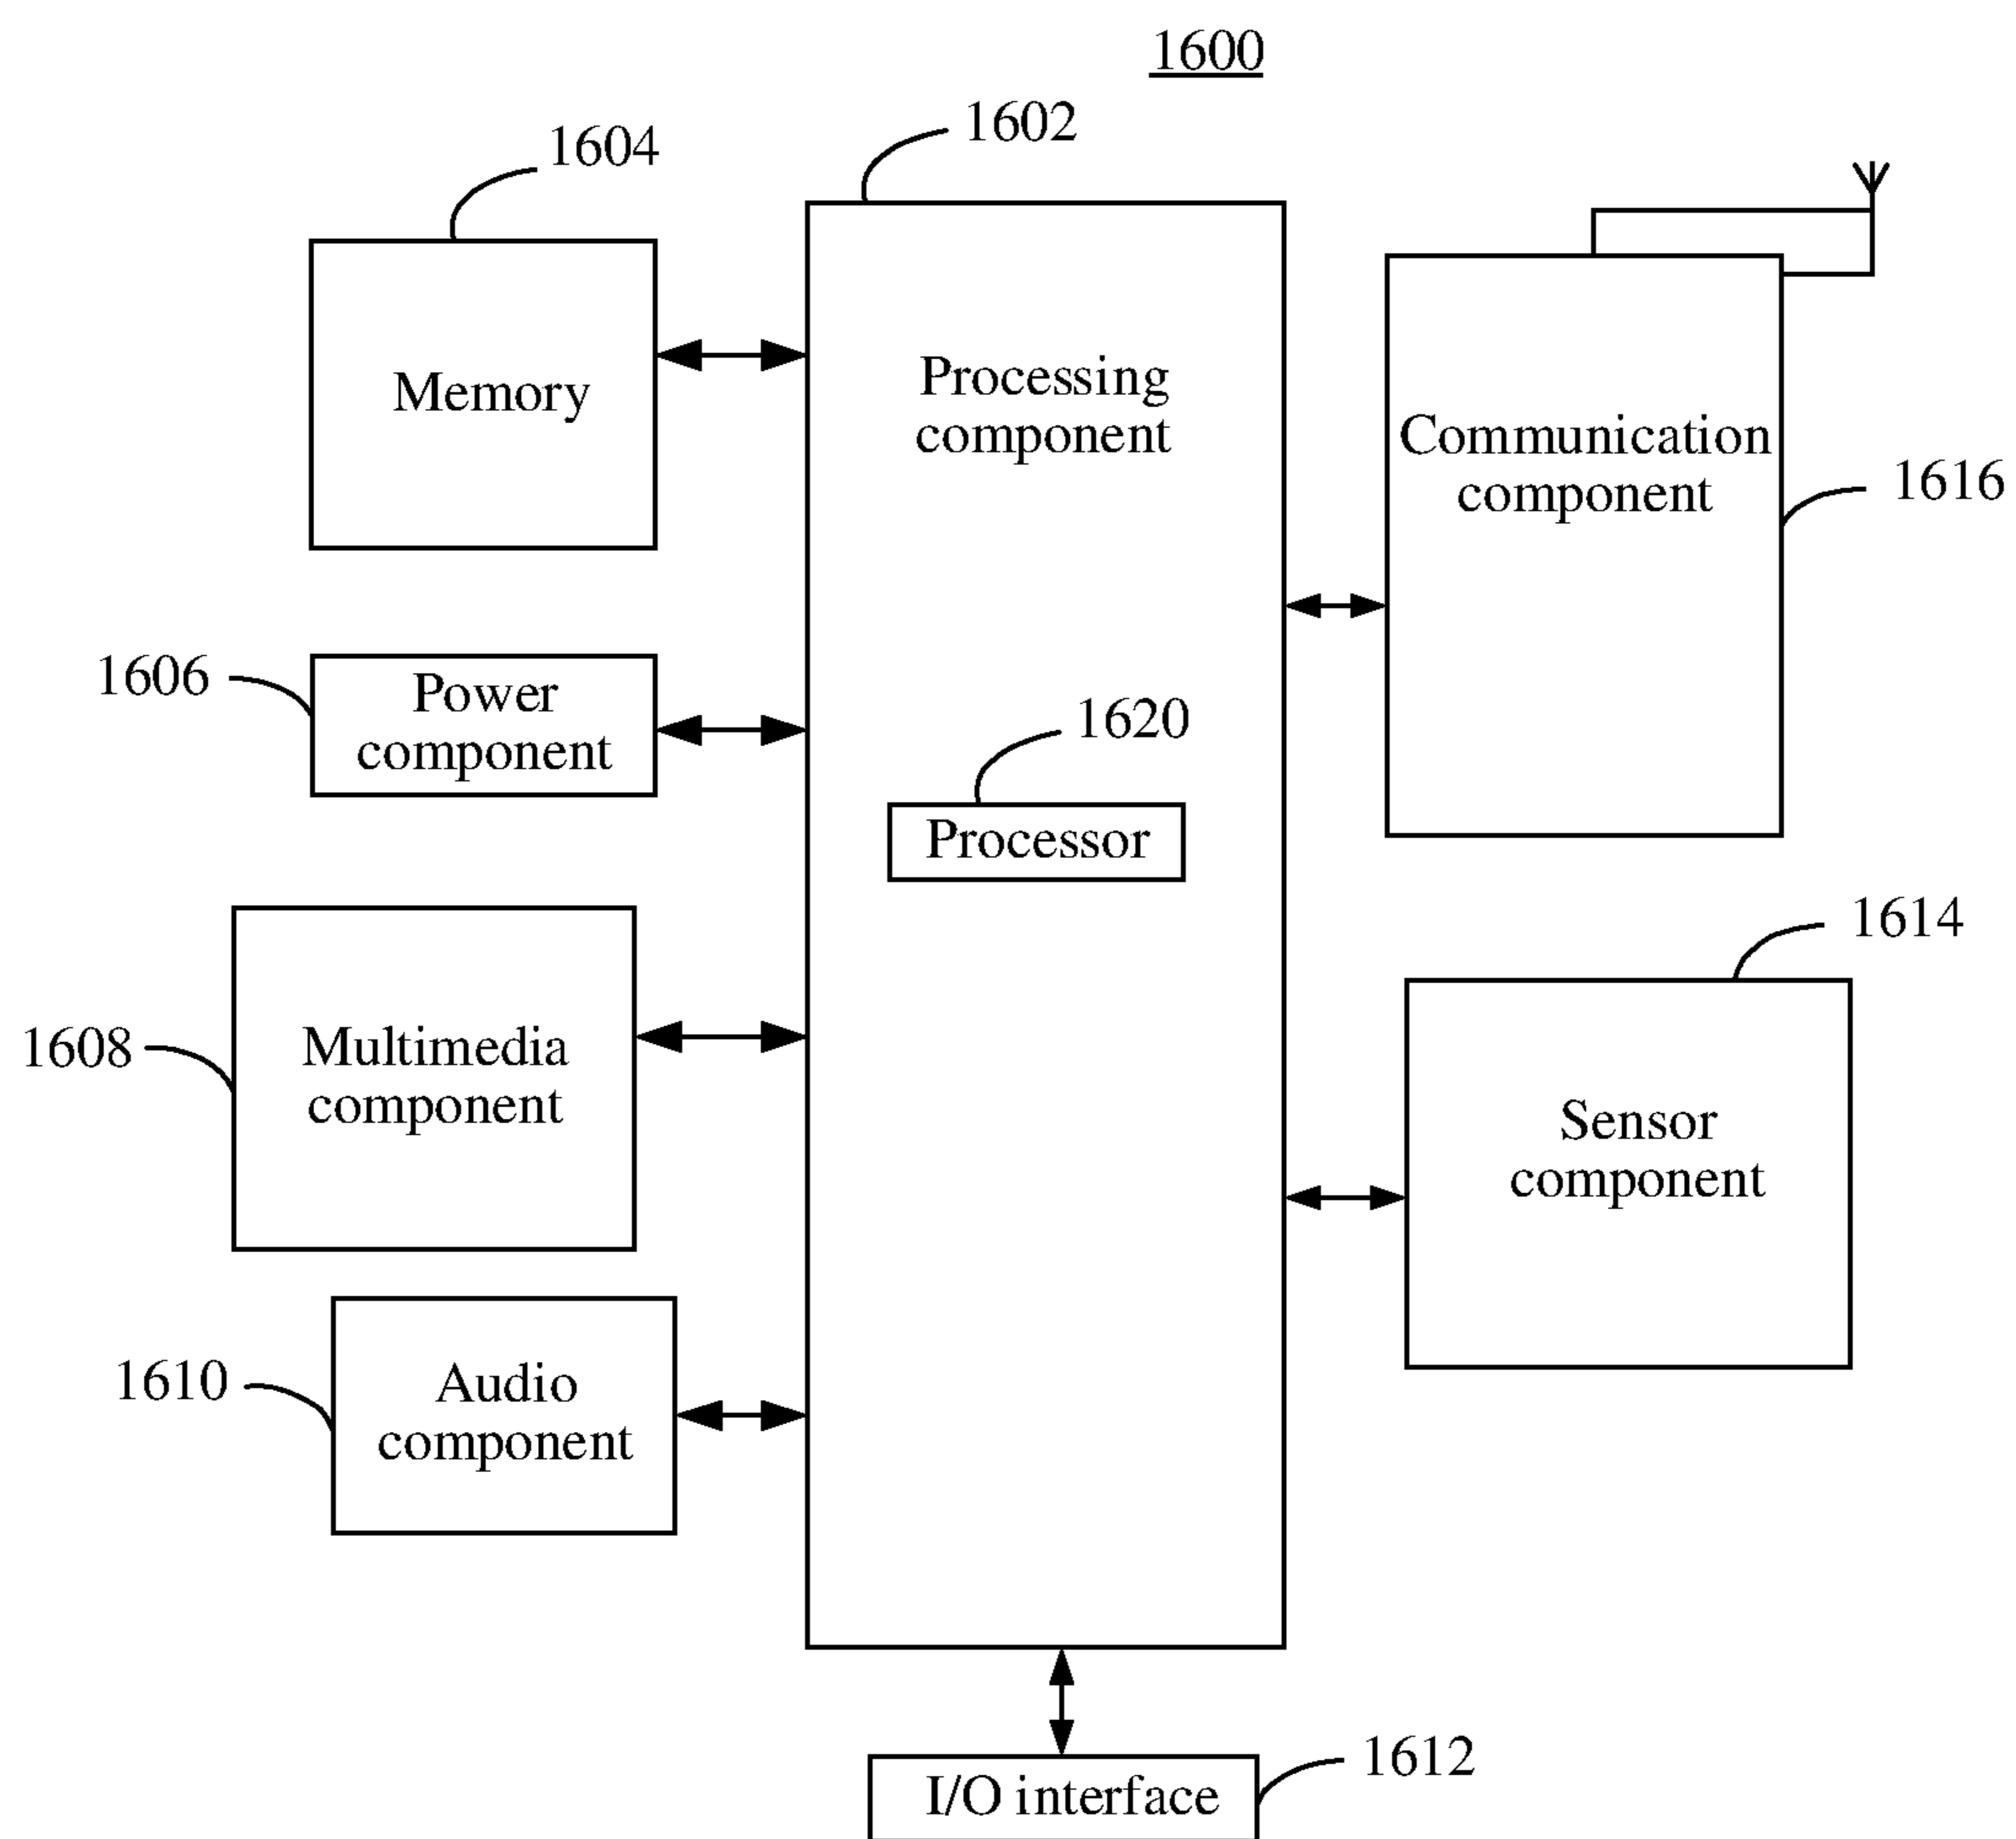 1600
1602
1604
Memory
Processing
component
Communication
component
1616
1606
Power
component
1620
Processor
1614
1608
Multimedia
component
Sensor
component
1610
Audio
component
1612
I/O interface